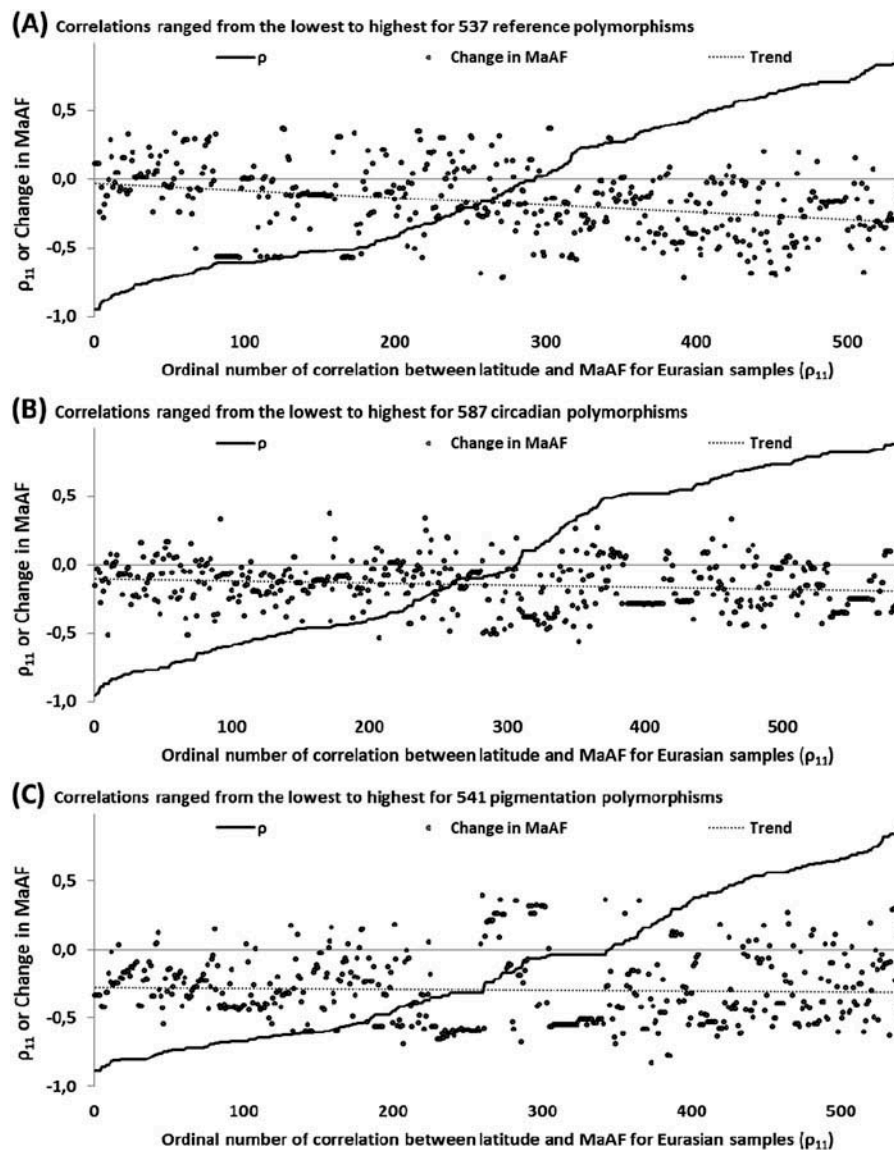 (A) Correlations ranged from the lowest to highest for 537 reference polymorphisms
1,0
ρ
Change in MaAF
Trend
0,5
0,0
-0,5
-1,0
ρ₁₁ or Change in MaAF
0 100 200 300 400 500
Ordinal number of correlation between latitude and MaAF for Eurasian samples (ρ₁₁)
(B) Correlations ranged from the lowest to highest for 587 circadian polymorphisms
1,0
ρ
Change in MaAF
Trend
0,5
0,0
-0,5
-1,0
ρ₁₁ or Change in MaAF
0 100 200 300 400 500
Ordinal number of correlation between latitude and MaAF for Eurasian samples (ρ₁₁)
(C) Correlations ranged from the lowest to highest for 541 pigmentation polymorphisms
1,0
ρ
Change in MaAF
Trend
0,5
0,0
-0,5
-1,0
ρ₁₁ or Change in MaAF
0 100 200 300 400 500
Ordinal number of correlation between latitude and MaAF for Eurasian samples (ρ₁₁)